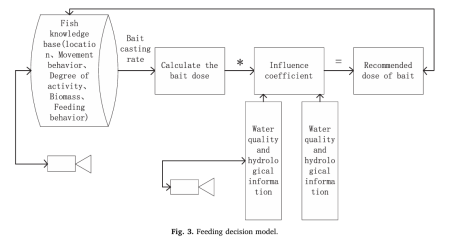 Fish
knowledge
base(locatio
n、Movement
behavior、
Degree of
activity、
Biomass、
Feeding
behavior)
Bait
casting
rate
Calculate the
bait dose
*
Influence
coefficient
=
Recommended
dose of bait
Water
quality
and
hydrolo
gical
informa
tion
Water
quality
and
hydrolo
gical
informa
tion
Fig. 3. Feeding decision model.